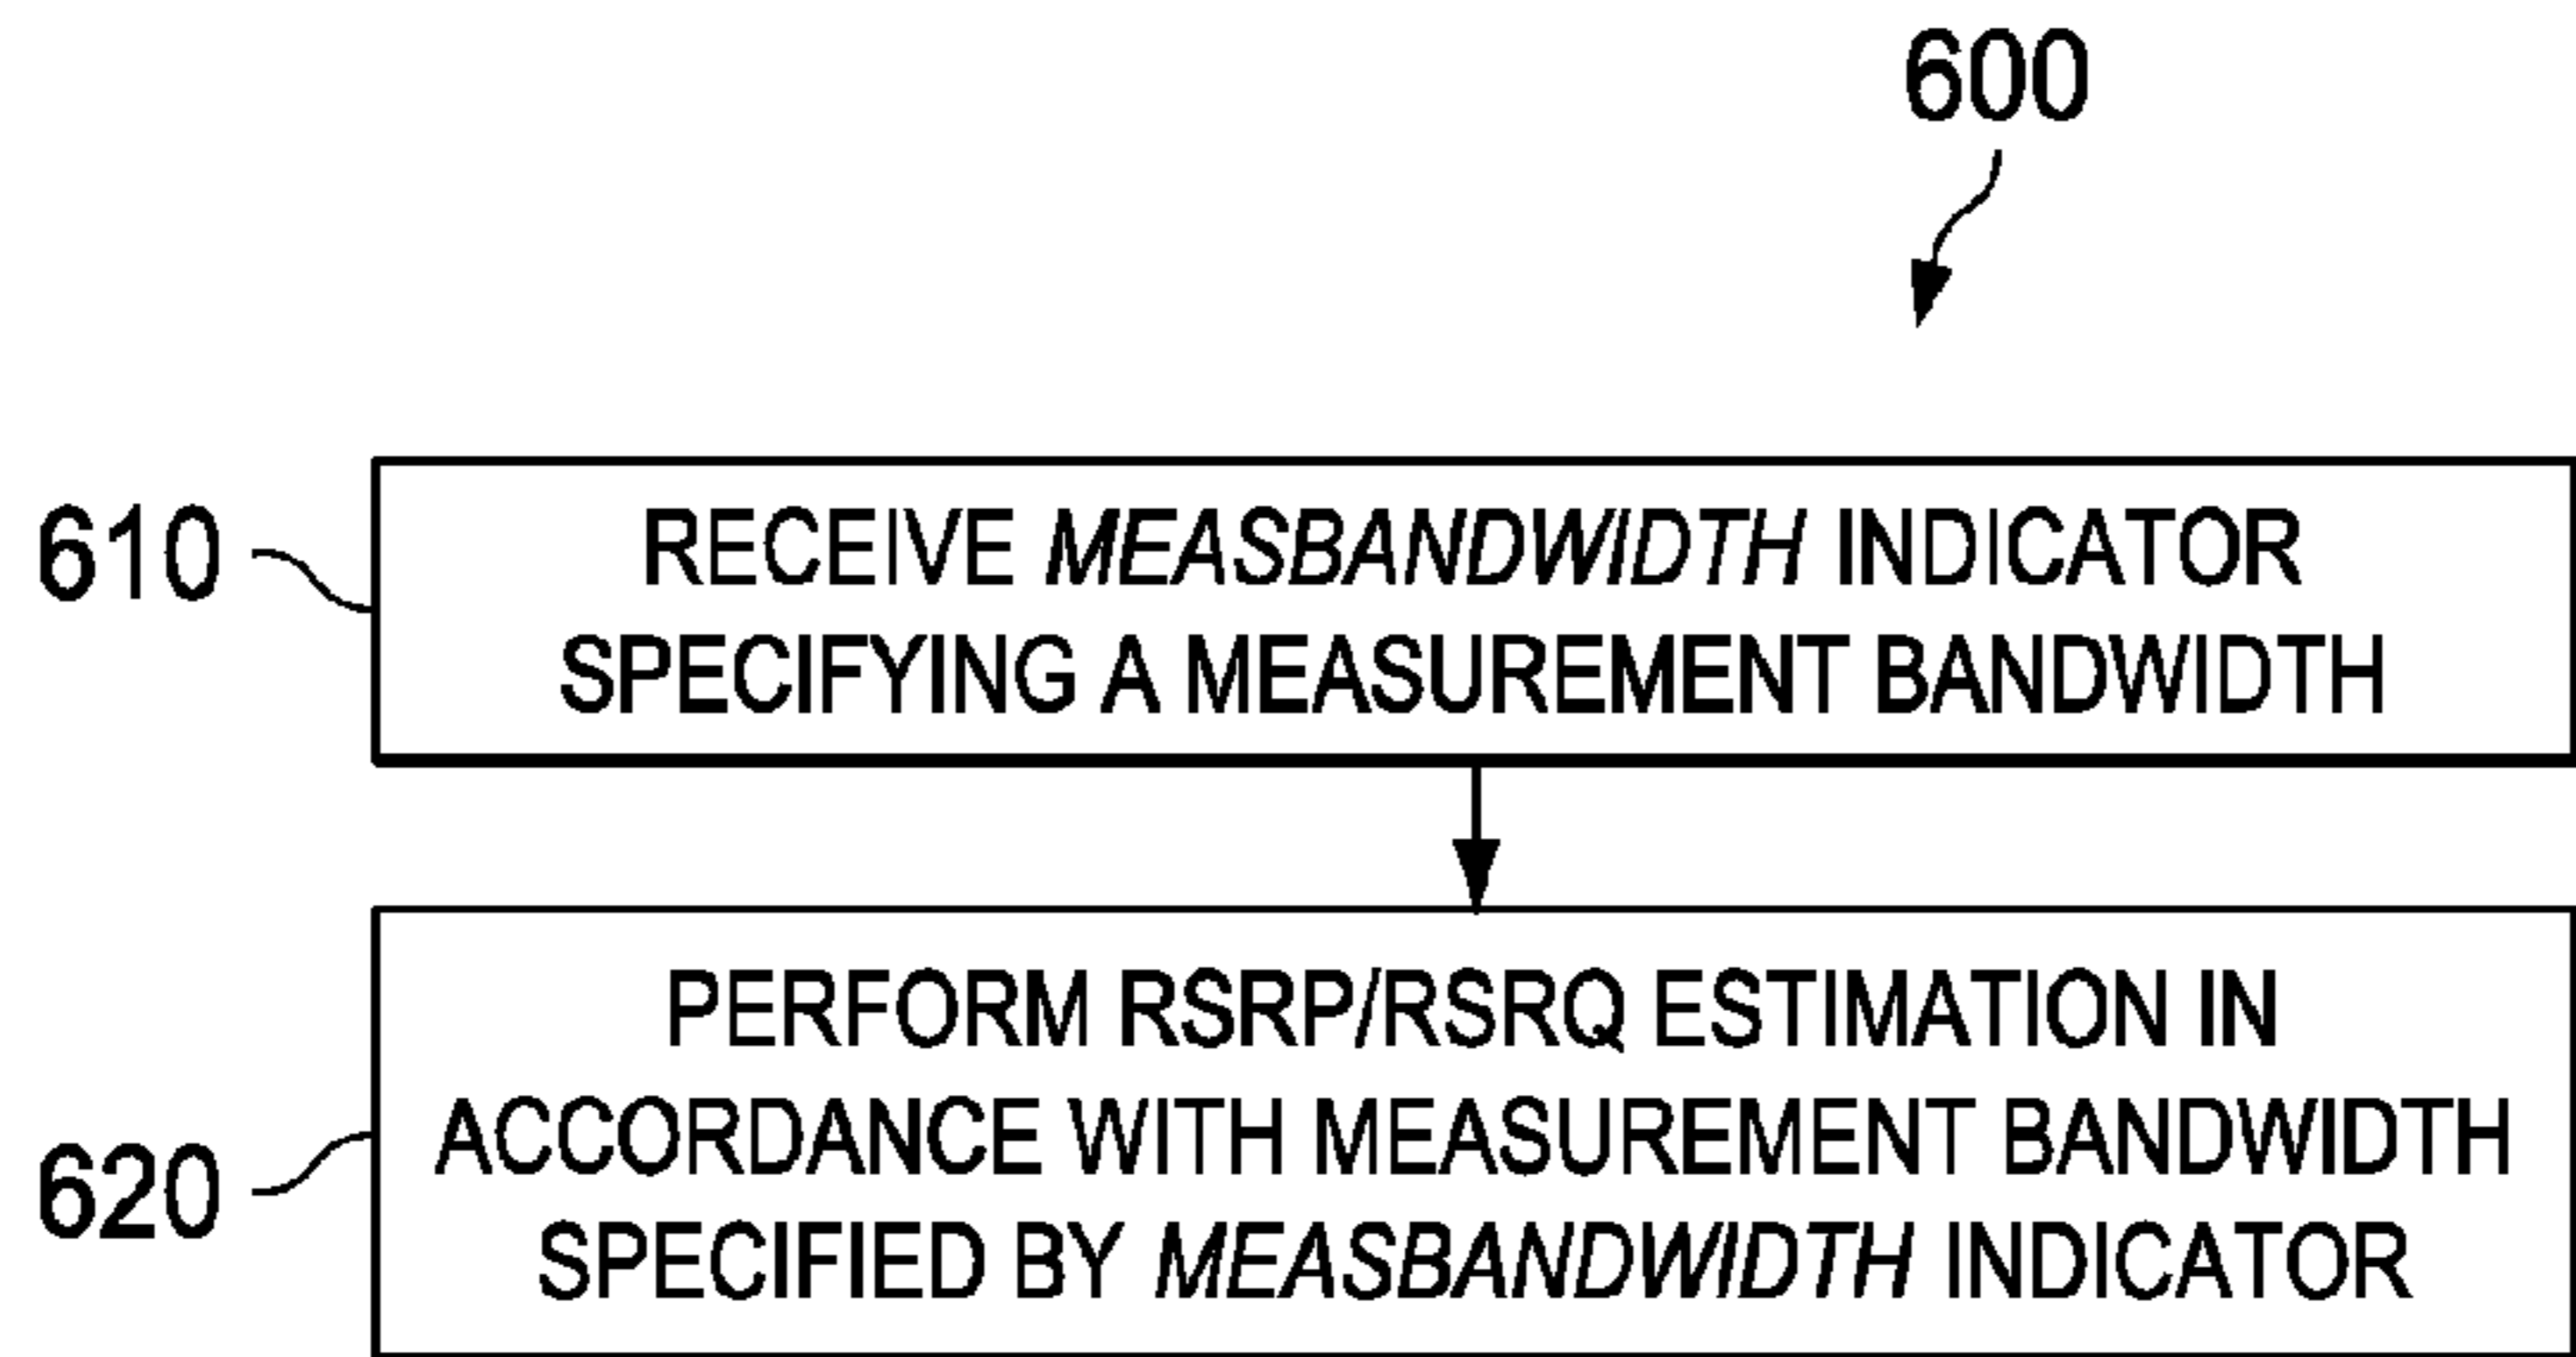 600
610
RECEIVE MEASBANDWIDTH INDICATOR
SPECIFYING A MEASUREMENT BANDWIDTH
620
PERFORM RSRP/RSRQ ESTIMATION IN
ACCORDANCE WITH MEASUREMENT BANDWIDTH
SPECIFIED BY MEASBANDWIDTH INDICATOR